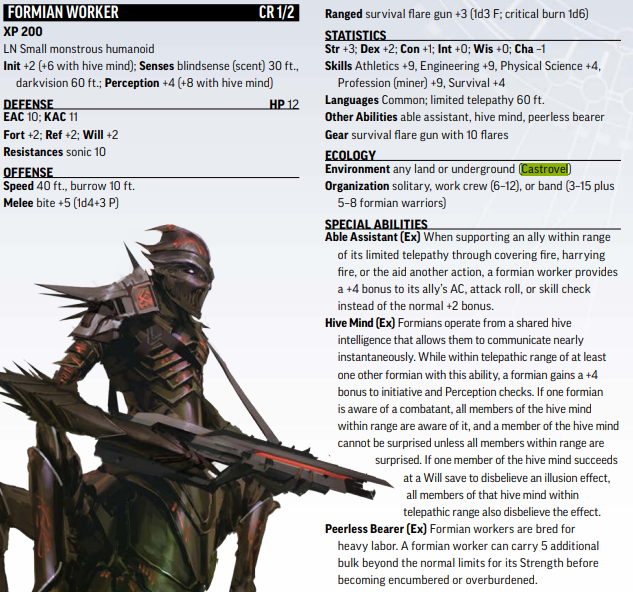 FORMIAN WORKER CR 1/2
XP 200
LN Small monstrous humanoid
Init +2 (+6 with hive mind); Senses blindsense (scent) 30 ft.,
darkvision 60 ft.; Perception +4 (+8 with hive mind)
DEFENSE HP 12
EAC 10; KAC 11
Fort +2; Ref +2; Will +2
Resistances sonic 10
OFFENSE
Speed 40 ft., burrow 10 ft.
Melee bite +5 (1d4+3 P)
Ranged survival flare gun +3 (1d3 F; critical burn 1d6)
STATISTICS
Str +3; Dex +2; Con +1; Int +0; Wis +0; Cha –1
Skills Athletics +9, Engineering +9, Physical Science +4,
Profession (miner) +9, Survival +4
Languages Common; limited telepathy 60 ft.
Other Abilities able assistant, hive mind, peerless bearer
Gear survival flare gun with 10 flares
ECOLOGY
Environment any land or underground (Castrovel)
Organization solitary, work crew (6–12), or band (3–15 plus
5–8 formian warriors)
SPECIAL ABILITIES
Able Assistant (Ex) When supporting an ally within range
of its limited telepathy through covering fire, harrying
fire, or the aid another action, a formian worker provides
a +4 bonus to its ally's AC, attack roll, or skill check
instead of the normal +2 bonus.
Hive Mind (Ex) Formians operate from a shared hive
intelligence that allows them to communicate nearly
instantaneously. While within telepathic range of at least
one other formian with this ability, a formian gains a +4
bonus to initiative and Perception checks. If one formian
is aware of a combatant, all members of the hive mind
within range are aware of it, and a member of the hive mind
cannot be surprised unless all members within range are
surprised. If one member of the hive mind succeeds
at a Will save to disbelieve an illusion effect,
all members of that hive mind within
telepathic range also disbelieve the effect.
Peerless Bearer (Ex) Formian workers are bred for
heavy labor. A formian worker can carry 5 additional
bulk beyond the normal limits for its Strength before
becoming encumbered or overburdened.